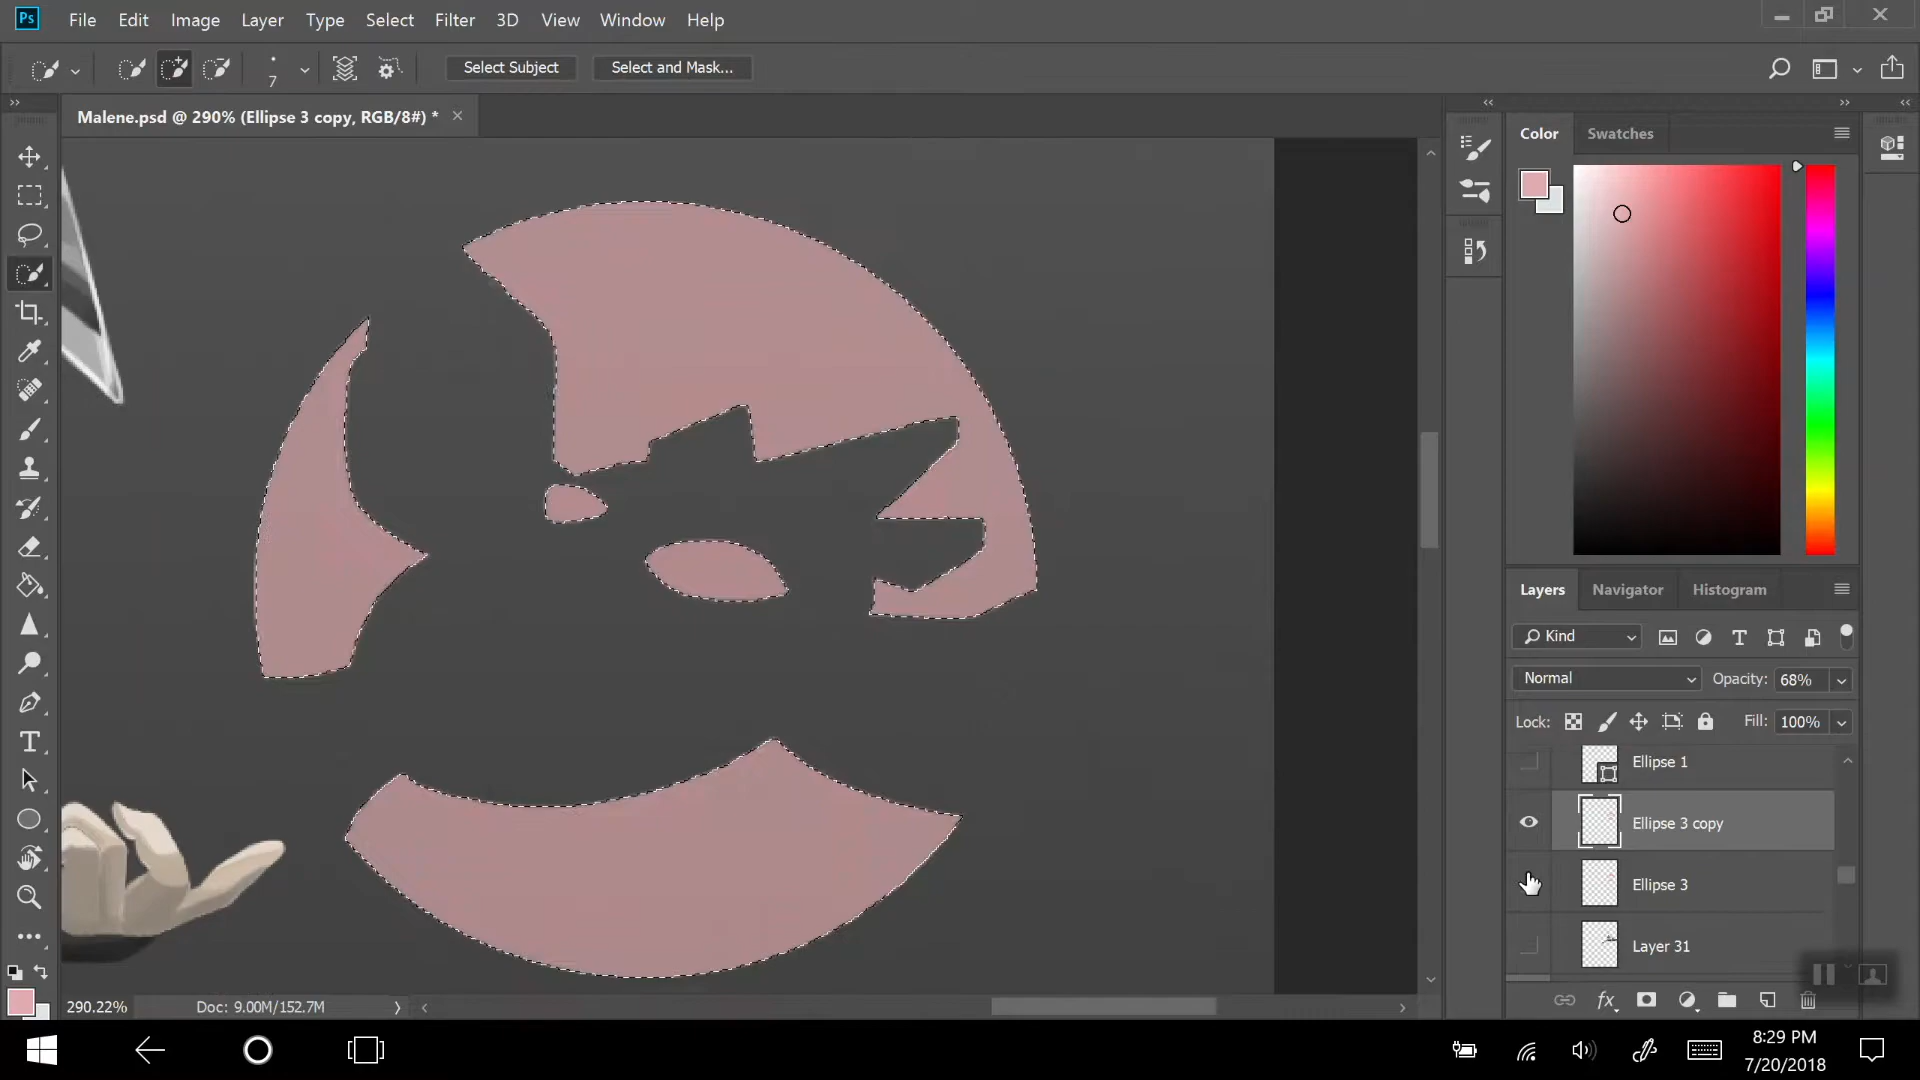 Ps File Edit Image Layer Type Select Filter 3D View Window Help
7 Select Subject Select and Mask...
Malene.psd @ 290% (Ellipse 3 copy, RGB/8#) * ×
Color Swatches
Layers Navigator Histogram
Kind
Normal Opacity: 68%
Lock: Fill: 100%
Ellipse 1
Ellipse 3 copy
Ellipse 3
Layer 31
fx
290.22% Doc: 9.00M/152.7M
8:29 PM
7/20/2018